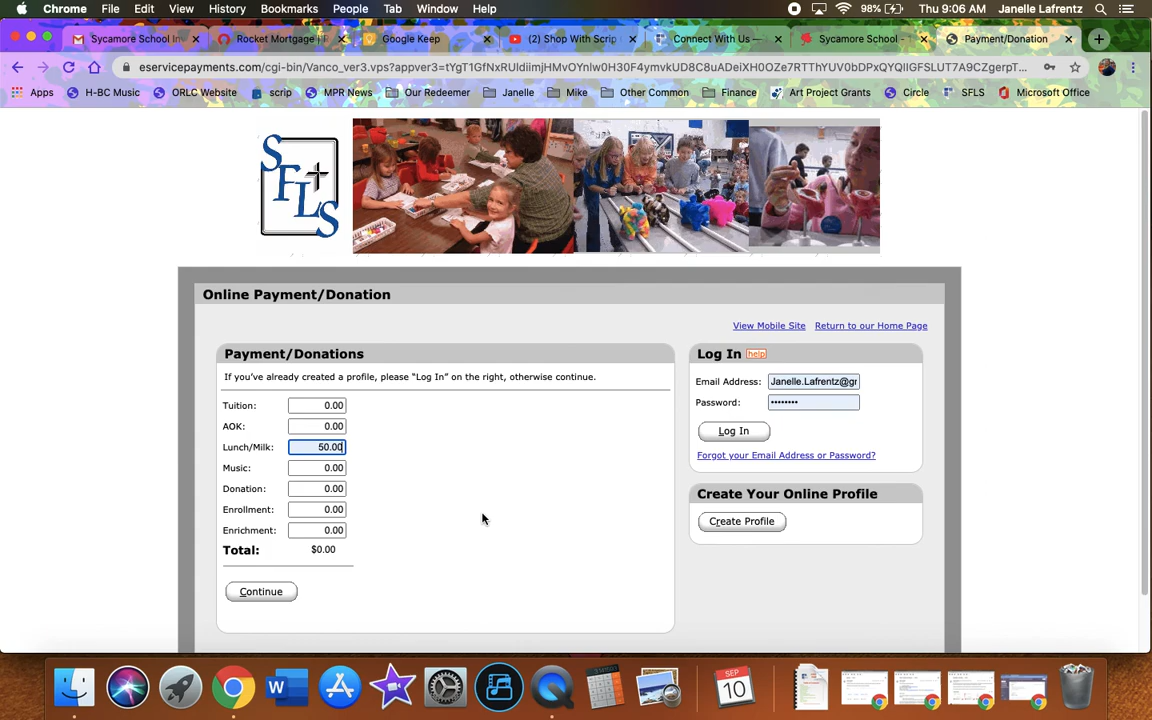 Chrome File Edit View History Bookmarks People Tab Window Help 98% Thu 9:06 AM Janelle Lafrentz
Sycamore School In Rocket Mortgage | F Google Keep (2) Shop With Scrip Connect With Us — Sycamore School - Payment/Donation
eservicepayments.com/cgi-bin/Vanco_ver3.vps?appver3=
Apps H-BC Music ORLC Website scrip MPR News Our Redeemer Janelle Mike Other Common Finance Art Project Grants Circle SFLS Microsoft Office
SFLS
Online Payment/Donation
View Mobile Site Return to our Home Page
Payment/Donations
If you've already created a profile, please "Log In" on the right, otherwise continue.
Tuition: 0.00
AOK: 0.00
Lunch/Milk: 50.00
Music: 0.00
Donation: 0.00
Enrollment: 0.00
Enrichment: 0.00
Total: $0.00
Continue
Log In help
Email Address: Janelle.Lafrentz@gr
Password: ••••••••
Log In
Forgot your Email Address or Password?
Create Your Online Profile
Create Profile
SEP
10